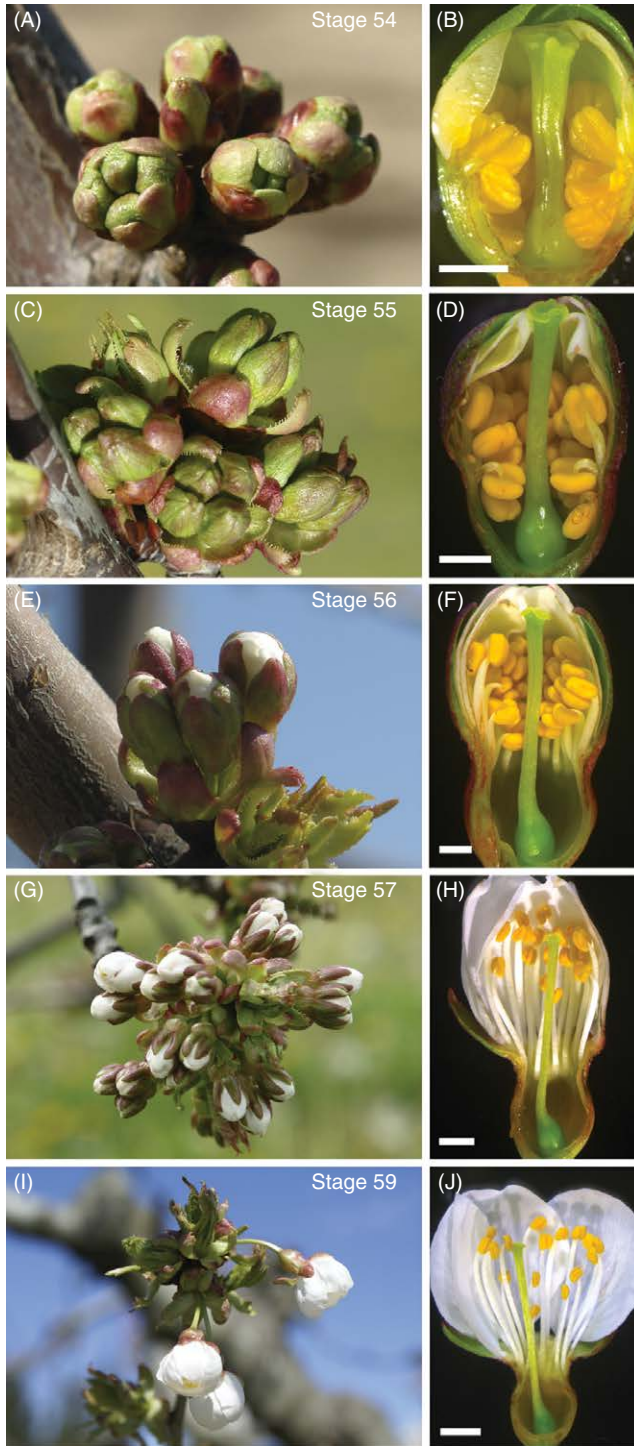 (A) Stage 54 (B)
(C) Stage 55 (D)
(E) Stage 56 (F)
(G) Stage 57 (H)
(I) Stage 59 (J)